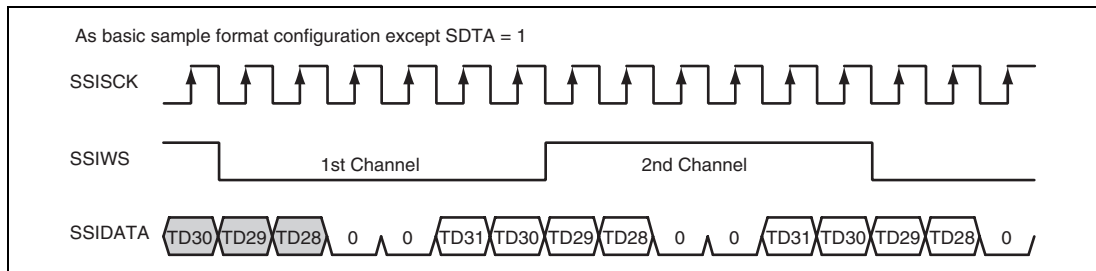 As basic sample format configuration except SDTA = 1
SSISCK
SSIWS
1st Channel
2nd Channel
SSIDATA
TD30 TD29 TD28 0 0 TD31 TD30 TD29 TD28 0 0 TD31 TD30 TD29 TD28 0